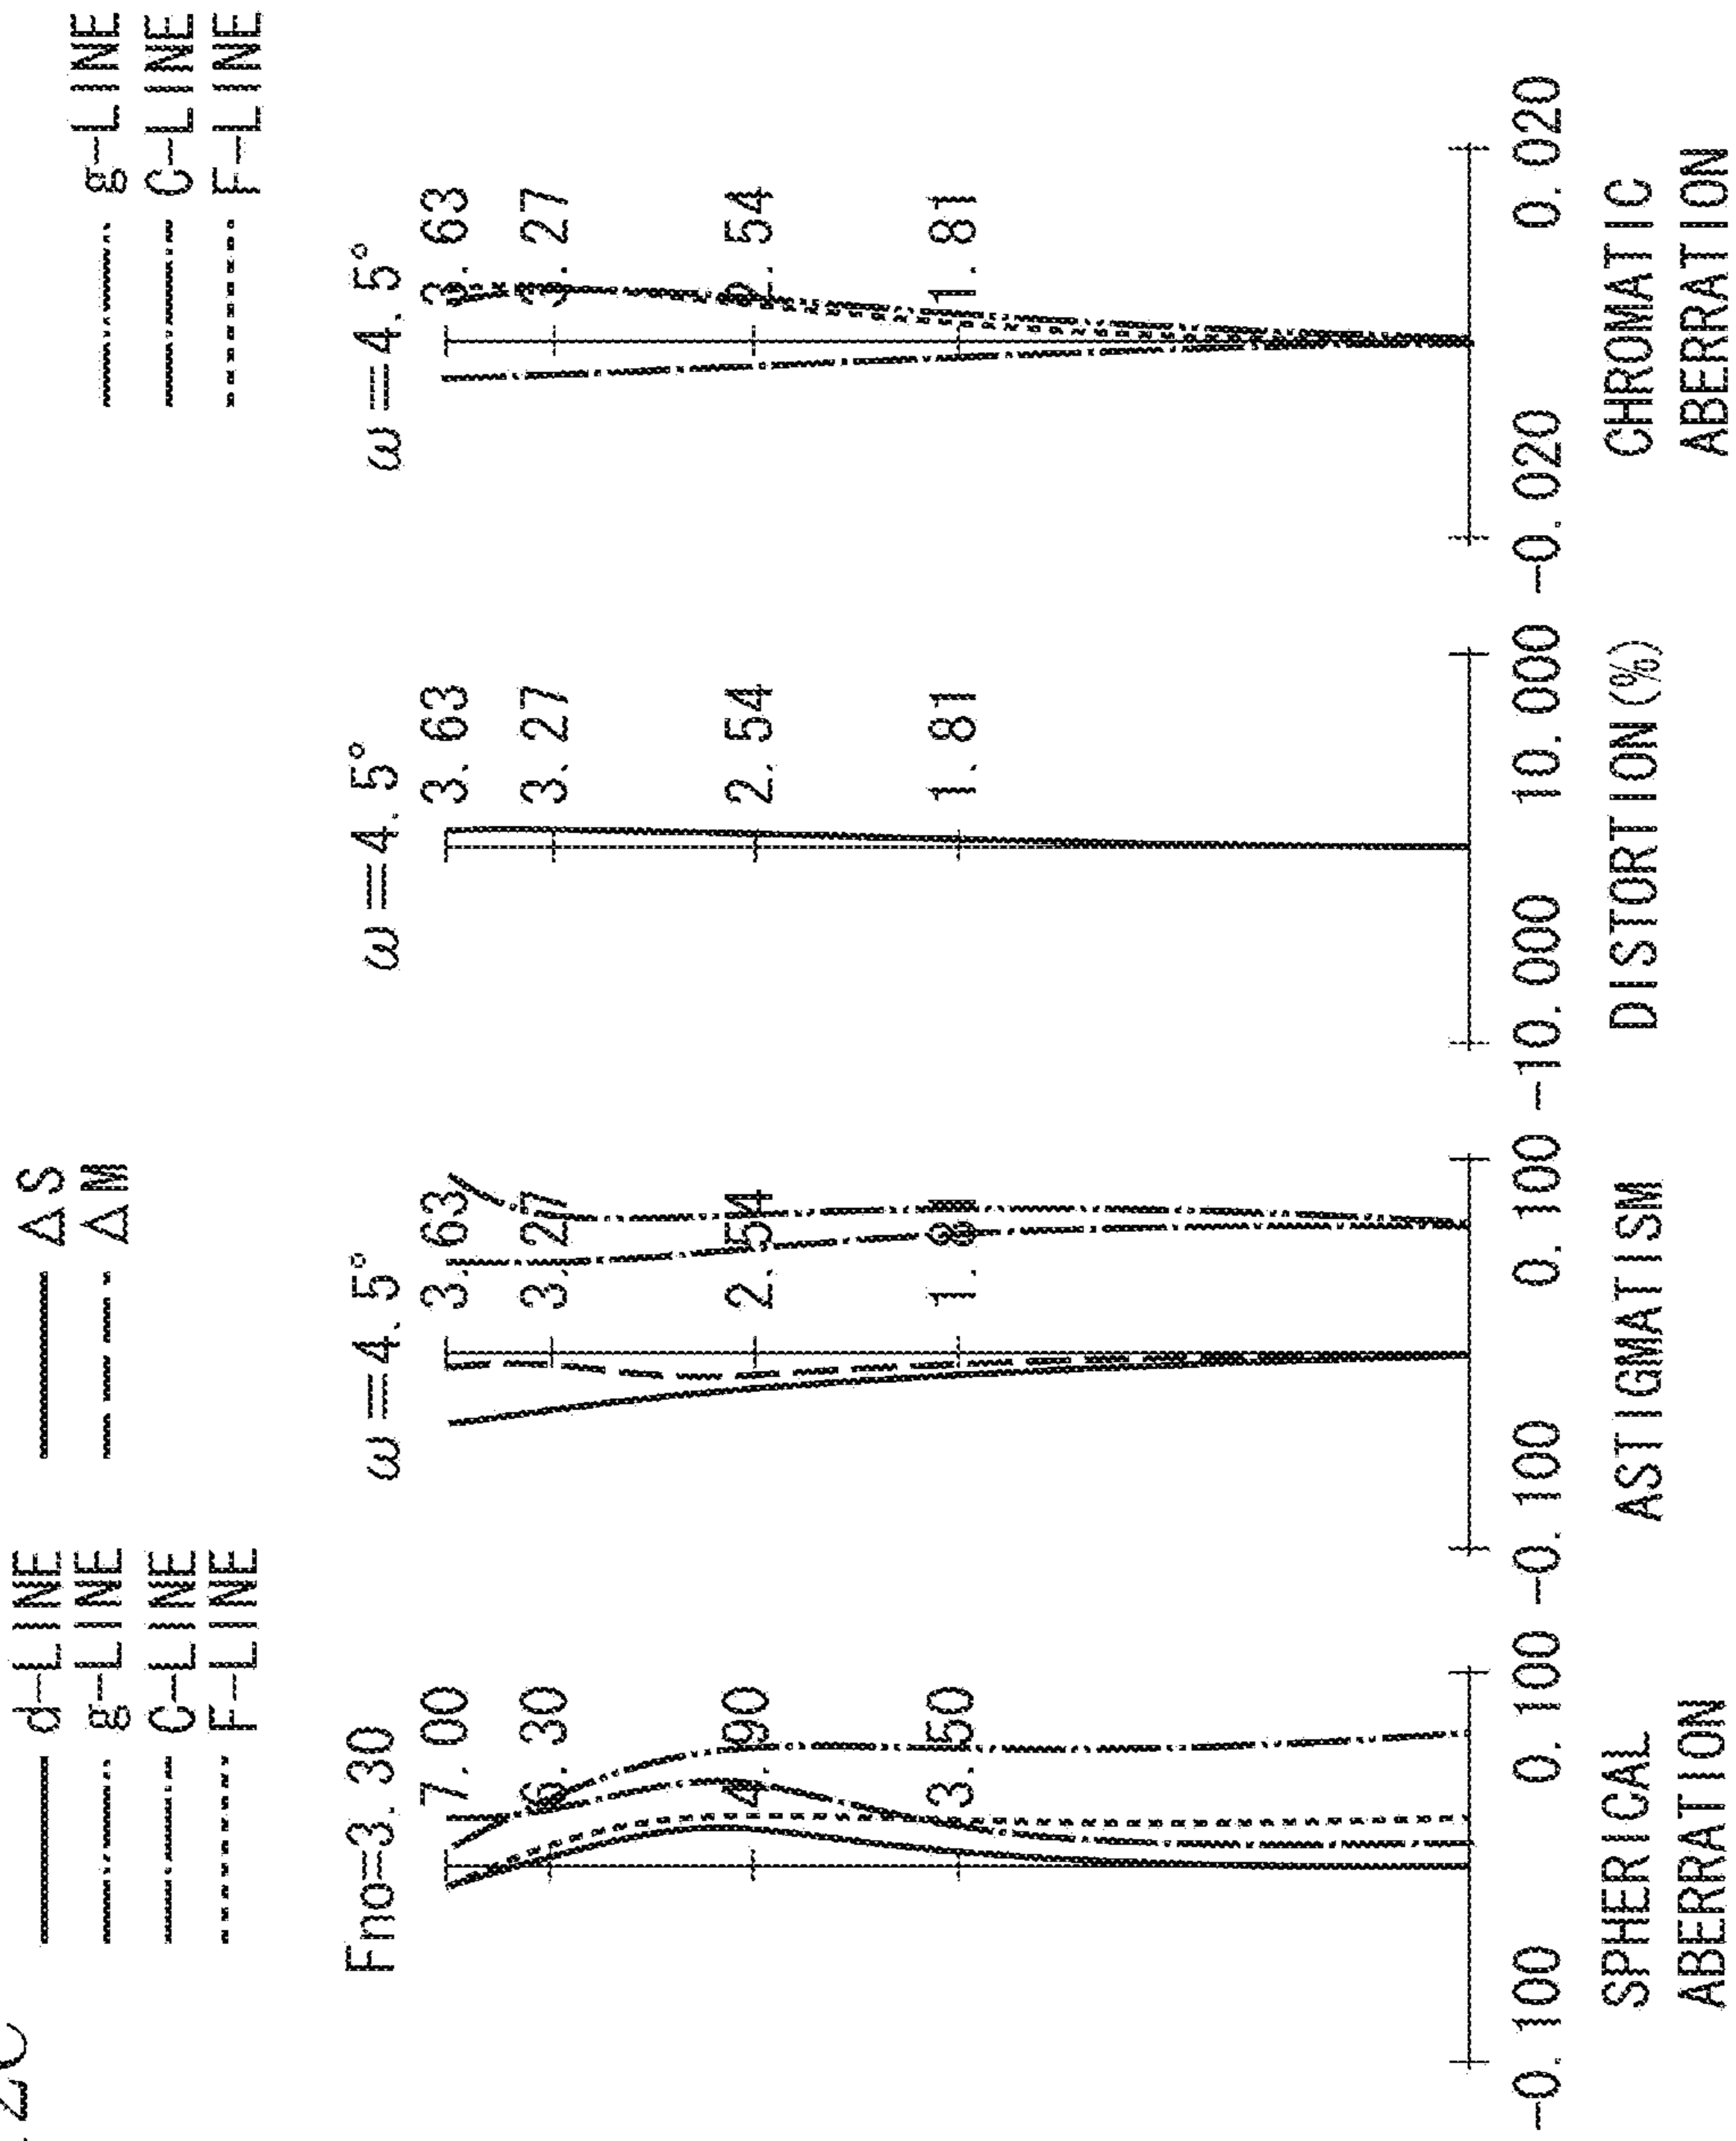 d-LINE
g-LINE
C-LINE
F-LINE
ΔS
ΔM
g-LINE
C-LINE
F-LINE
Fno=3.30
7.00
6.30
4.90
3.50
-0.100 0.100
SPHERICAL
ABERRATION
ω=4.5°
3.63
3.27
2.54
1.81
-0.100 0.100
ASTIGMATISM
ω=4.5°
3.63
3.27
2.54
1.81
-10.000 10.000
DISTORTION(%)
ω=4.5°
3.63
3.27
2.54
1.81
-0.020 0.020
CHROMATIC
ABERRATION